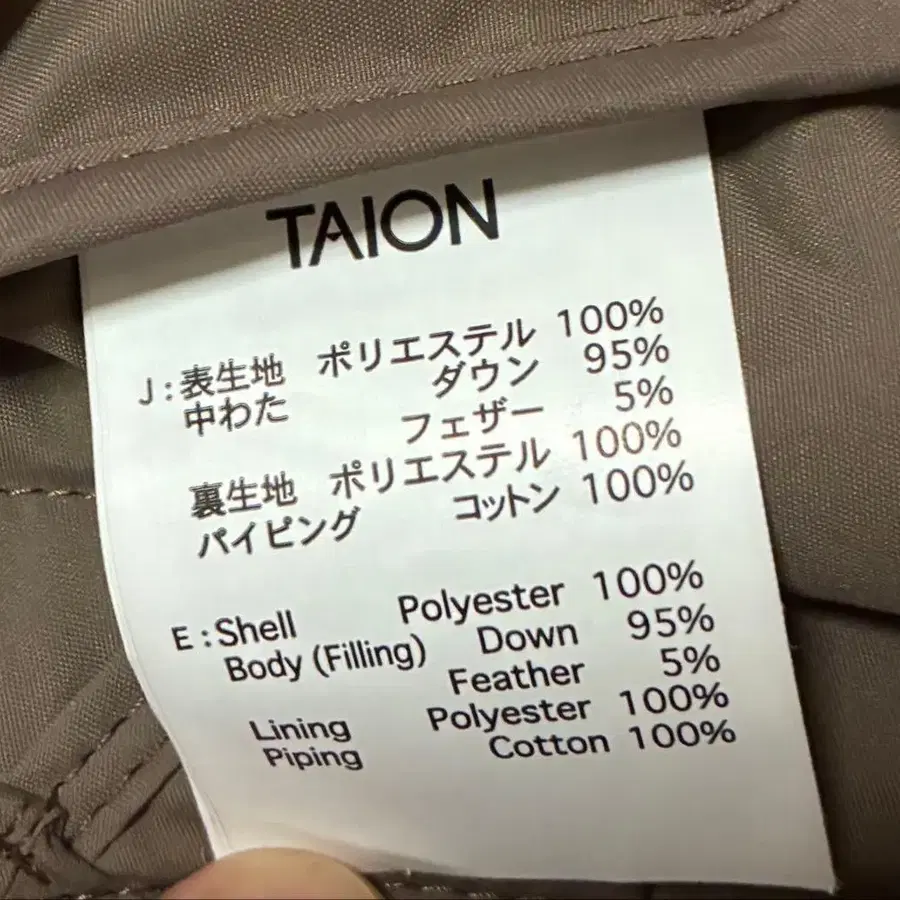 TAION
J:表生地 ポリエステル 100%
中わた ダウン 95%
フェザー 5%
裏生地 ポリエステル 100%
パイピング コットン 100%
E:Shell Polyester 100%
Body (Filling) Down 95%
Feather 5%
Lining Polyester 100%
Piping Cotton 100%